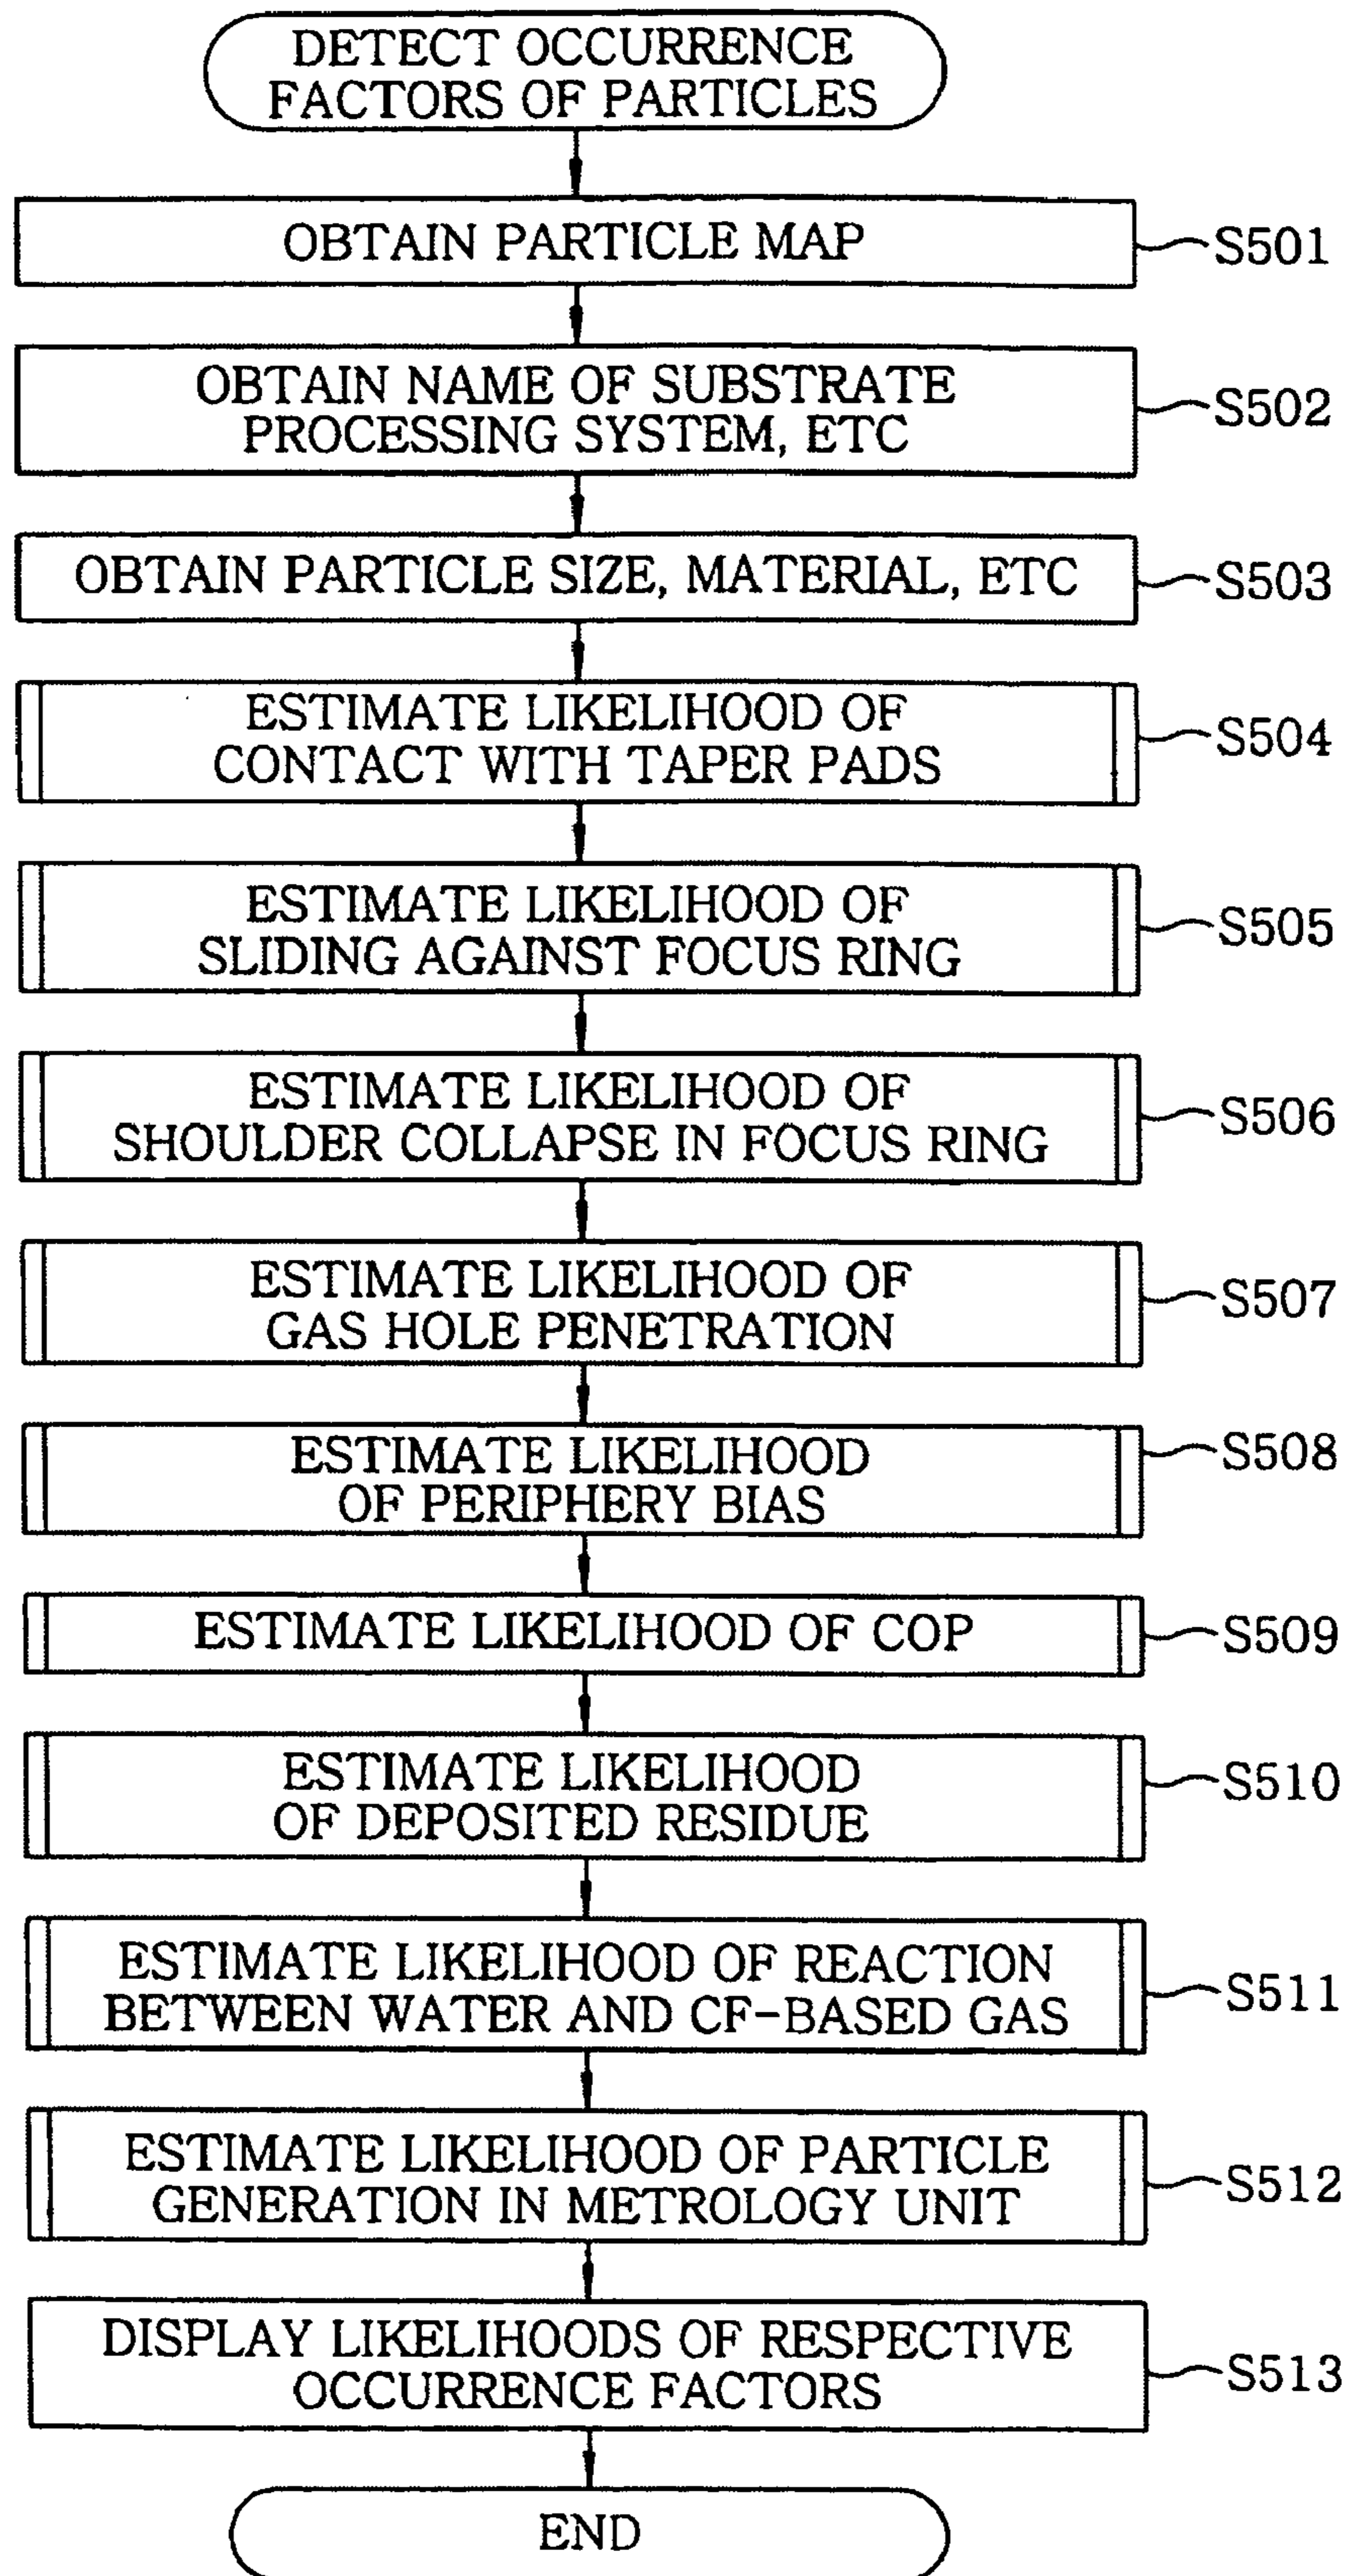 DETECT OCCURRENCE
FACTORS OF PARTICLES
OBTAIN PARTICLE MAP
S501
OBTAIN NAME OF SUBSTRATE
PROCESSING SYSTEM, ETC
S502
OBTAIN PARTICLE SIZE, MATERIAL, ETC
S503
ESTIMATE LIKELIHOOD OF
CONTACT WITH TAPER PADS
S504
ESTIMATE LIKELIHOOD OF
SLIDING AGAINST FOCUS RING
S505
ESTIMATE LIKELIHOOD OF
SHOULDER COLLAPSE IN FOCUS RING
S506
ESTIMATE LIKELIHOOD OF
GAS HOLE PENETRATION
S507
ESTIMATE LIKELIHOOD
OF PERIPHERY BIAS
S508
ESTIMATE LIKELIHOOD OF COP
S509
ESTIMATE LIKELIHOOD
OF DEPOSITED RESIDUE
S510
ESTIMATE LIKELIHOOD OF REACTION
BETWEEN WATER AND CF-BASED GAS
S511
ESTIMATE LIKELIHOOD OF PARTICLE
GENERATION IN METROLOGY UNIT
S512
DISPLAY LIKELIHOODS OF RESPECTIVE
OCCURRENCE FACTORS
S513
END